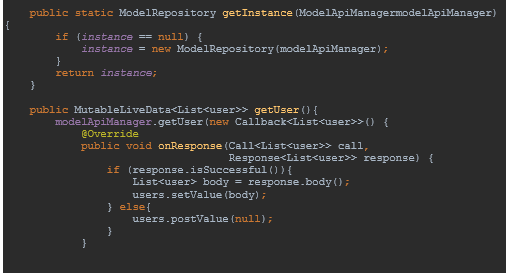 public static ModelRepository getInstance(ModelApiManagermodelApiManager)
{
if (instance == null) {
instance = new ModelRepository(modelApiManager);
}
return instance;
}
public MutableLiveData<List<user>> getUser(){
modelApiManager.getUser(new Callback<List<user>>() {
@Override
public void onResponse(Call<List<user>> call,
Response<List<user>> response) {
if (response.isSuccessful()){
List<user> body = response.body();
users.setValue(body);
} else{
users.postValue(null);
}
}